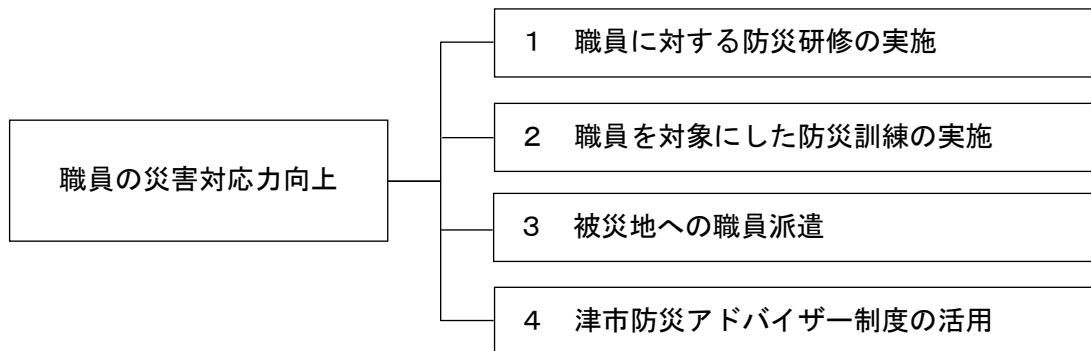 職員の災害対応力向上
1 職員に対する防災研修の実施
2 職員を対象にした防災訓練の実施
3 被災地への職員派遣
4 津市防災アドバイザー制度の活用